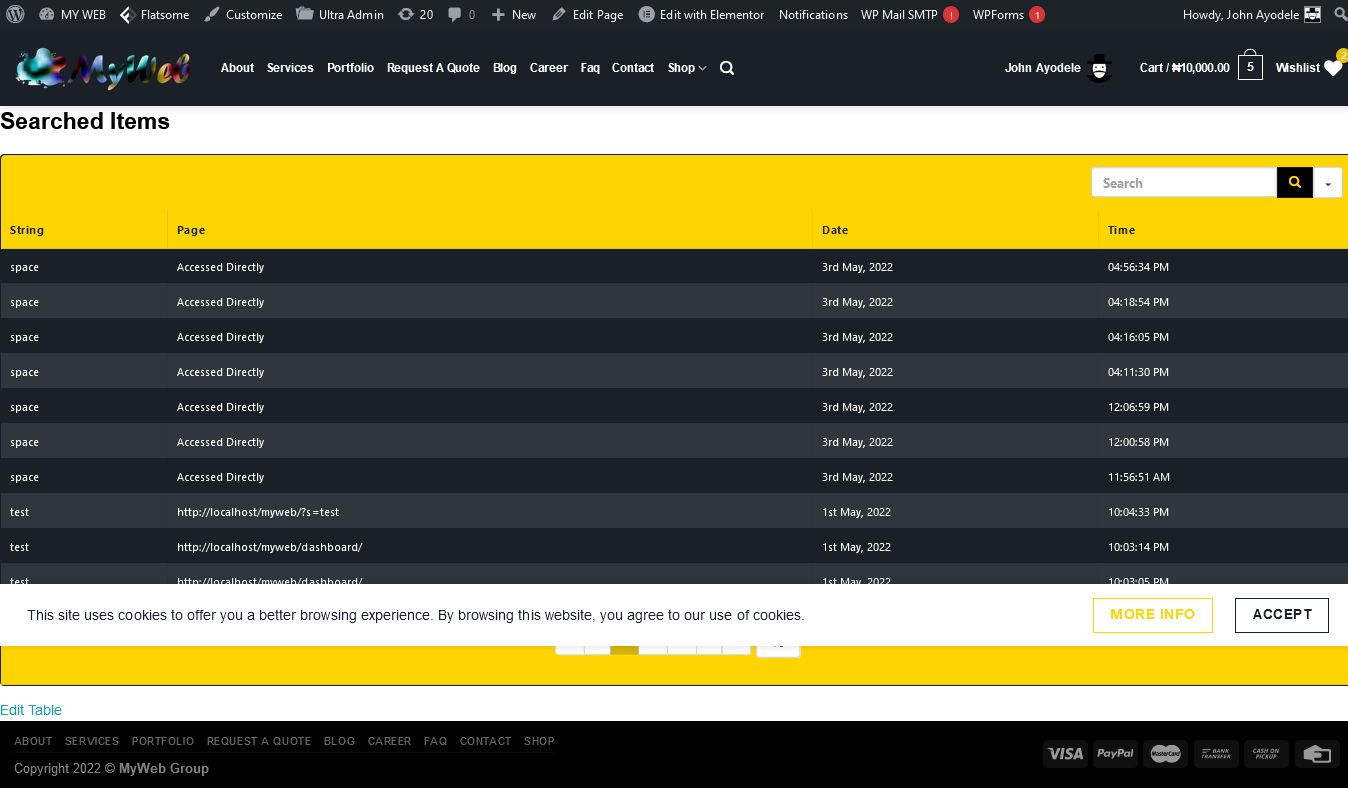 MY WEB Flatsome Customize Ultra Admin 20 0 New Edit Page Edit with Elementor Notifications WP Mail SMTP ! WPForms 1 Howdy, John Ayodele
MyWeb About Services Portfolio Request A Quote Blog Career Faq Contact Shop John Ayodele Cart / ₦10,000.00 5 Wishlist 2
Searched Items
Search
String Page Date Time
space Accessed Directly 3rd May, 2022 04:56:34 PM
space Accessed Directly 3rd May, 2022 04:18:54 PM
space Accessed Directly 3rd May, 2022 04:16:05 PM
space Accessed Directly 3rd May, 2022 04:11:30 PM
space Accessed Directly 3rd May, 2022 12:06:59 PM
space Accessed Directly 3rd May, 2022 12:00:58 PM
space Accessed Directly 3rd May, 2022 11:56:51 AM
test http://localhost/myweb/?s=test 1st May, 2022 10:04:33 PM
test http://localhost/myweb/dashboard/ 1st May, 2022 10:03:14 PM
test http://localhost/myweb/dashboard/ 1st May, 2022 10:03:05 PM
This site uses cookies to offer you a better browsing experience. By browsing this website, you agree to our use of cookies. MORE INFO ACCEPT
Edit Table
ABOUT SERVICES PORTFOLIO REQUEST A QUOTE BLOG CAREER FAQ CONTACT SHOP
VISA PayPal MasterCard BANK TRANSFER CASH ON PICKUP
Copyright 2022 © MyWeb Group